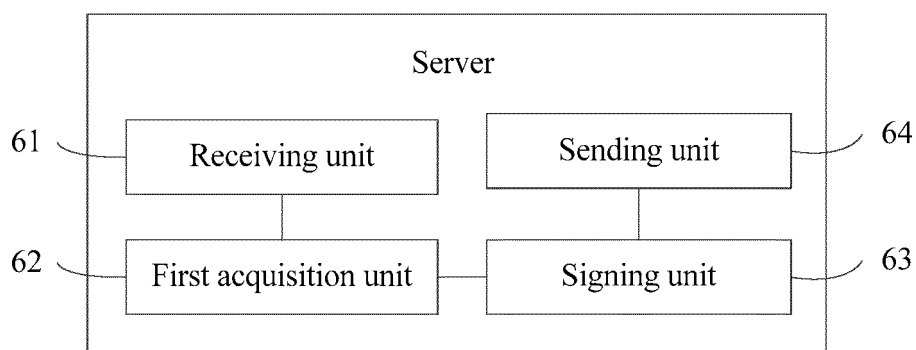 Server
61
Receiving unit
Sending unit
64
62
First acquisition unit
Signing unit
63